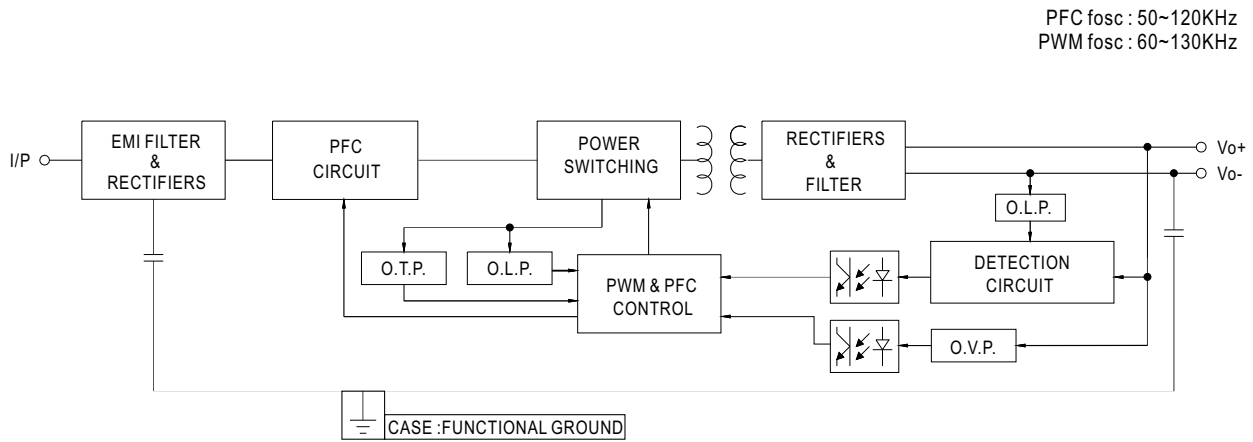 PFC fosc : 50~120KHz
PWM fosc : 60~130KHz
I/P
EMI FILTER
&
RECTIFIERS
PFC
CIRCUIT
POWER
SWITCHING
RECTIFIERS
&
FILTER
Vo+
Vo-
O.L.P.
O.T.P.
O.L.P.
PWM & PFC
CONTROL
DETECTION
CIRCUIT
O.V.P.
CASE :FUNCTIONAL GROUND